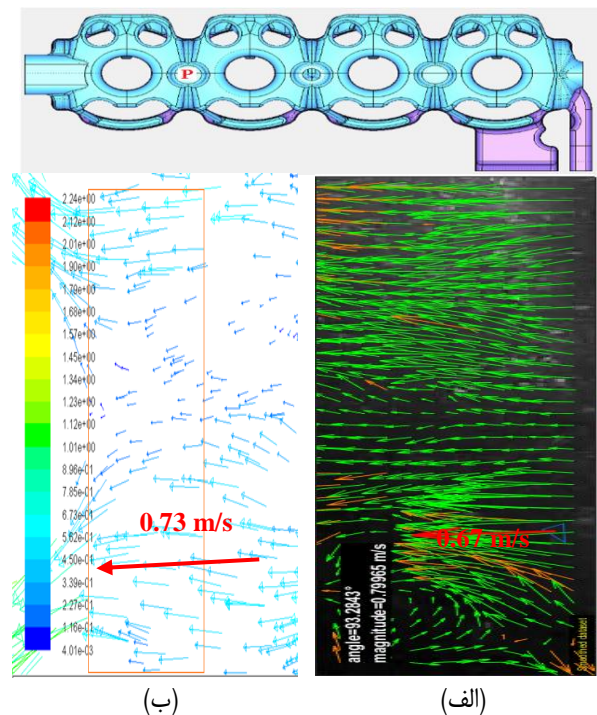 P
2.24e+00
2.12e+00
2.01e+00
1.90e+00
1.79e+00
1.68e+00
1.57e+00
1.45e+00
1.34e+00
1.23e+00
1.12e+00
1.01e+00
8.96e-01
7.85e-01
6.73e-01
5.62e-01
4.50e-01
3.39e-01
2.27e-01
1.16e-01
4.01e-03
0.73 m/s
0.67 m/s
angle=93.2843°
magnitude=0.79965 m/s
Smoothed dataset
(ب)
(الف)